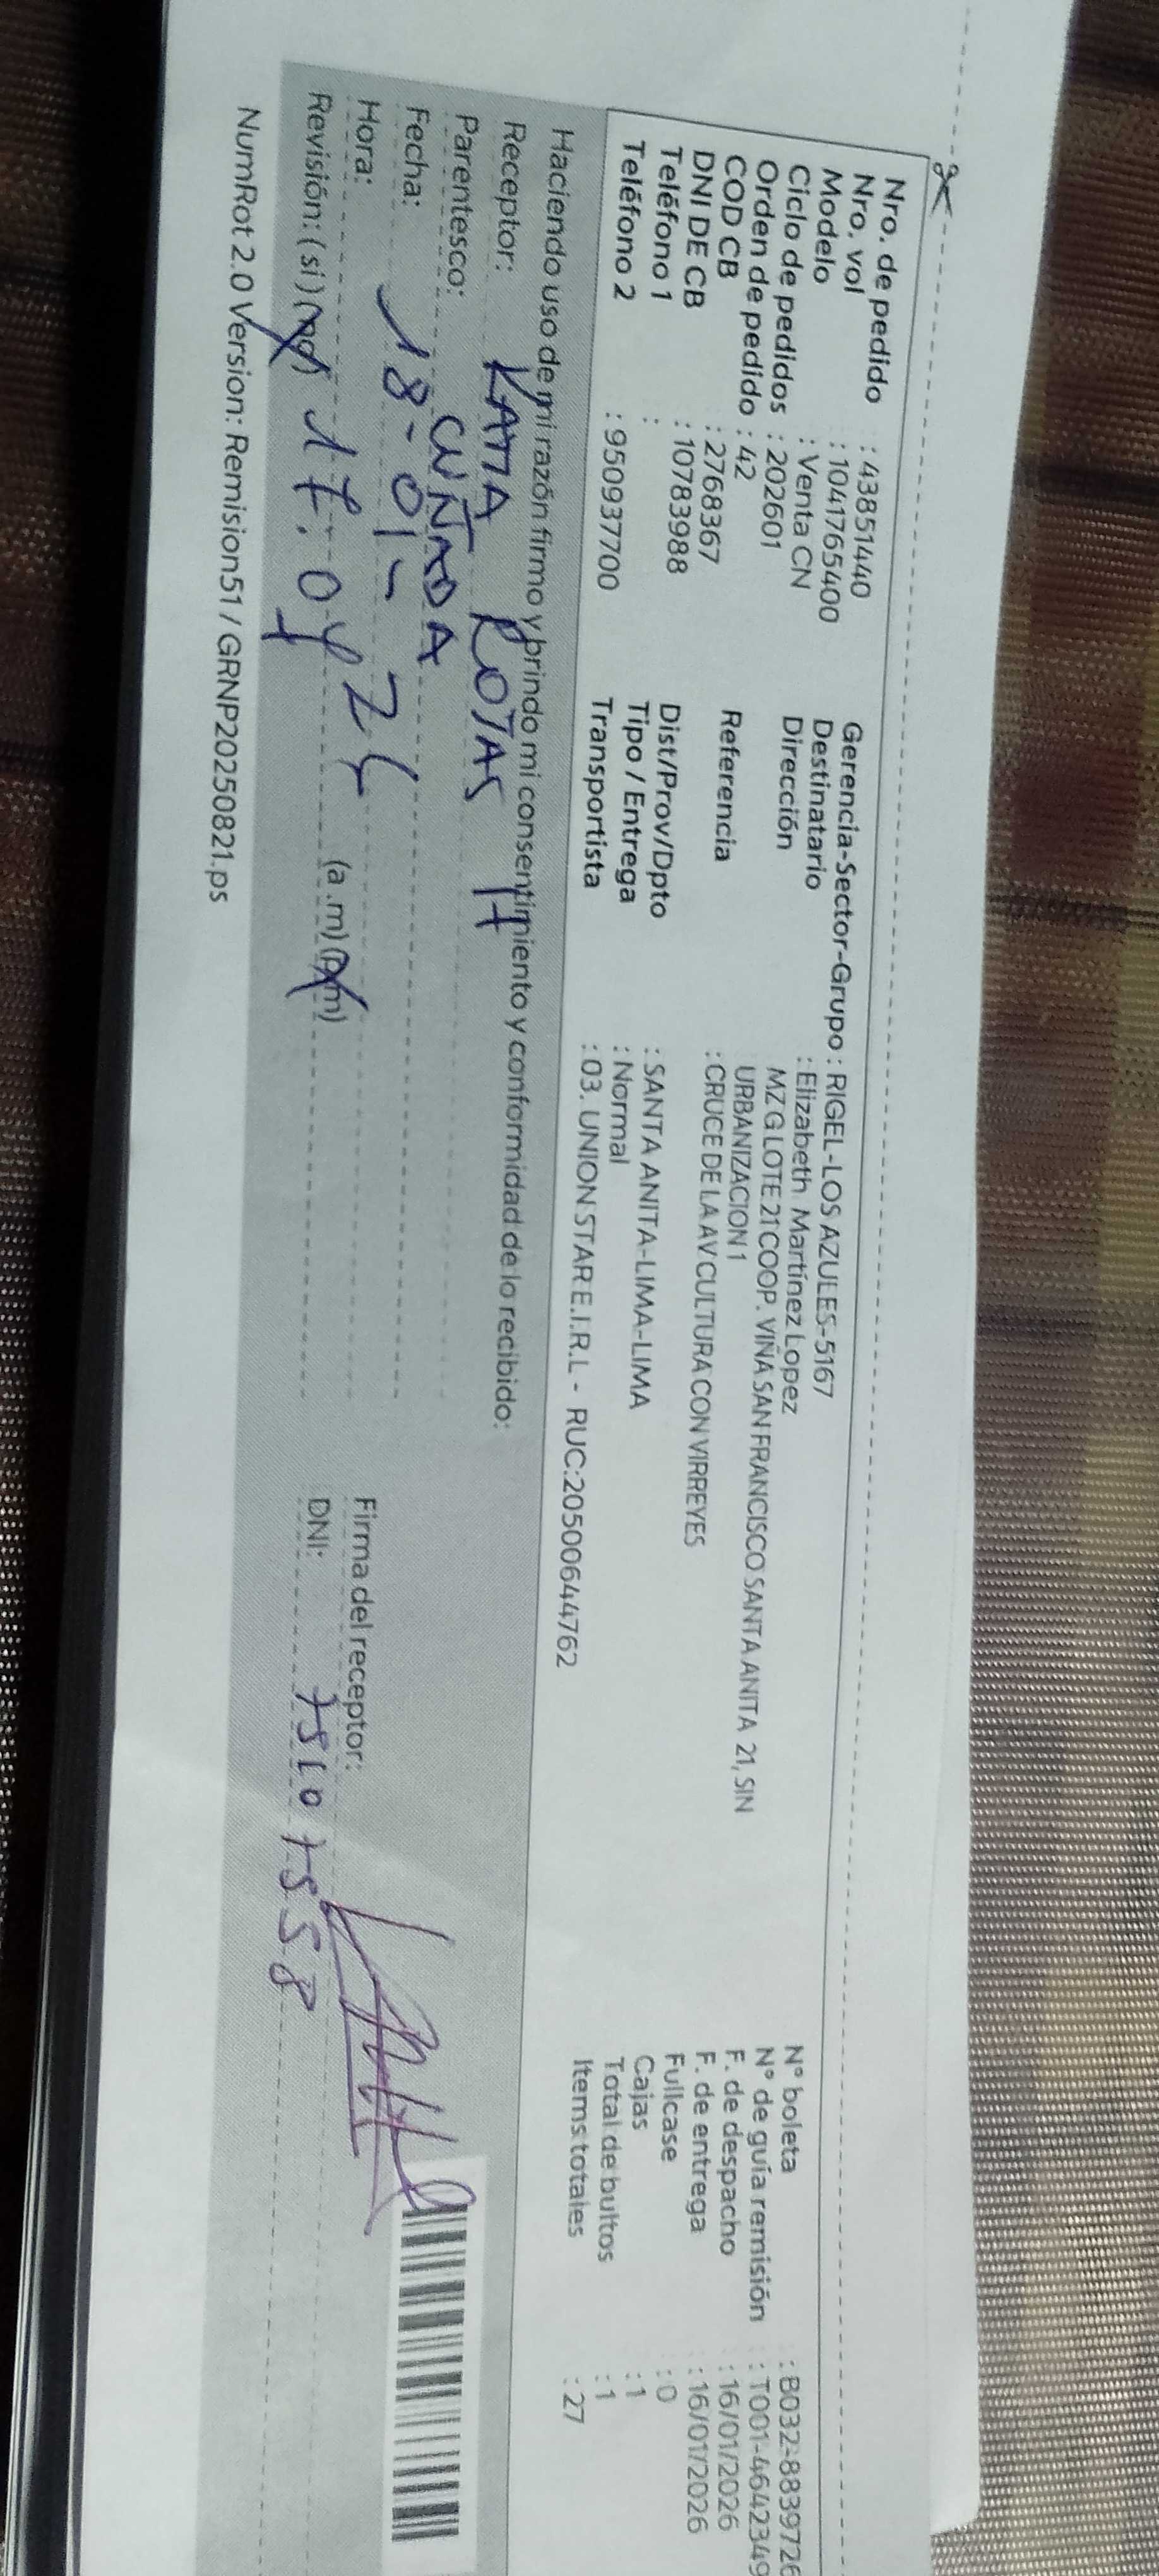 Nro. de pedido : 43851440
Nro. vol : 1041765400
Modelo : Venta CN
Ciclo de pedidos : 202601
Orden de pedido : 42
COD CB : 2768367
DNI DE CB : 10783988
Teléfono 1 :
Teléfono 2 : 950937700
Gerencia-Sector-Grupo : RIGEL-LOS AZULES-5167
Destinatario : Elizabeth Martínez Lopez
Dirección MZ G LOTE 21 COOP. VIÑA SAN FRANCISCO SANTA ANITA 21, SIN
URBANIZACION 1
Referencia : CRUCE DE LA AV CULTURA CON VIRREYES
Dist/Prov/Dpto : SANTA ANITA-LIMA-LIMA
Tipo / Entrega : Normal
Transportista : 03. UNION STAR E.I.R.L - RUC:20500644762
N° boleta : B032-8839726
N° de guía remisión : T001-4642349
F. de despacho : 16/01/2026
F. de entrega : 16/01/2026
Fullcase : 0
Cajas : 1
Total de bultos : 1
Items totales : 27
Haciendo uso de mi razón firmo y brindo mi consentimiento y conformidad de lo recibido:
Receptor: KATIA ROJAS H
Parentesco: CUÑADA
Fecha: 18-01-
Hora: (a.m) (p.m)
Revisión: (si) (no)
Firma del receptor:
DNI:
NumRot 2.0 Version: Remision51 / GRNP20250821.ps